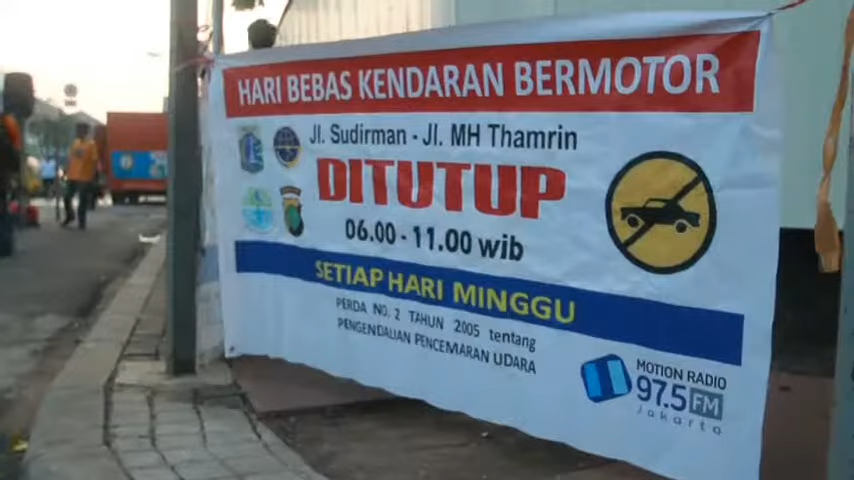 HARI BEBAS KENDARAN BERMOTOR
Jl. Sudirman - Jl. MH Thamrin
DITUTUP
06.00 - 11.00 wib
SETIAP HARI MINGGU
PERDA NO. 2 TAHUN 2005 tentang
PENGENDALIAN PENCEMARAN UDARA
MOTION RADIO
97.5 FM
jakarta